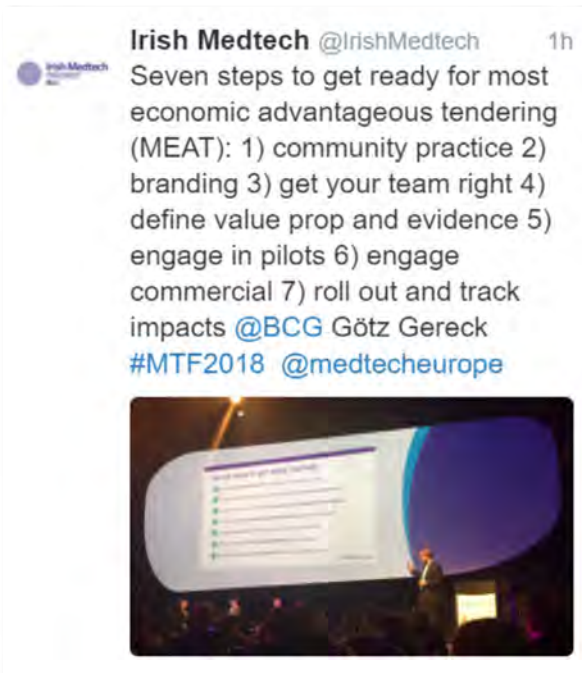 Irish Medtech @IrishMedtech 1h
Irish Medtech
Seven steps to get ready for most
economic advantageous tendering
(MEAT): 1) community practice 2)
branding 3) get your team right 4)
define value prop and evidence 5)
engage in pilots 6) engage
commercial 7) roll out and track
impacts @BCG Götz Gereck
#MTF2018 @medtecheurope